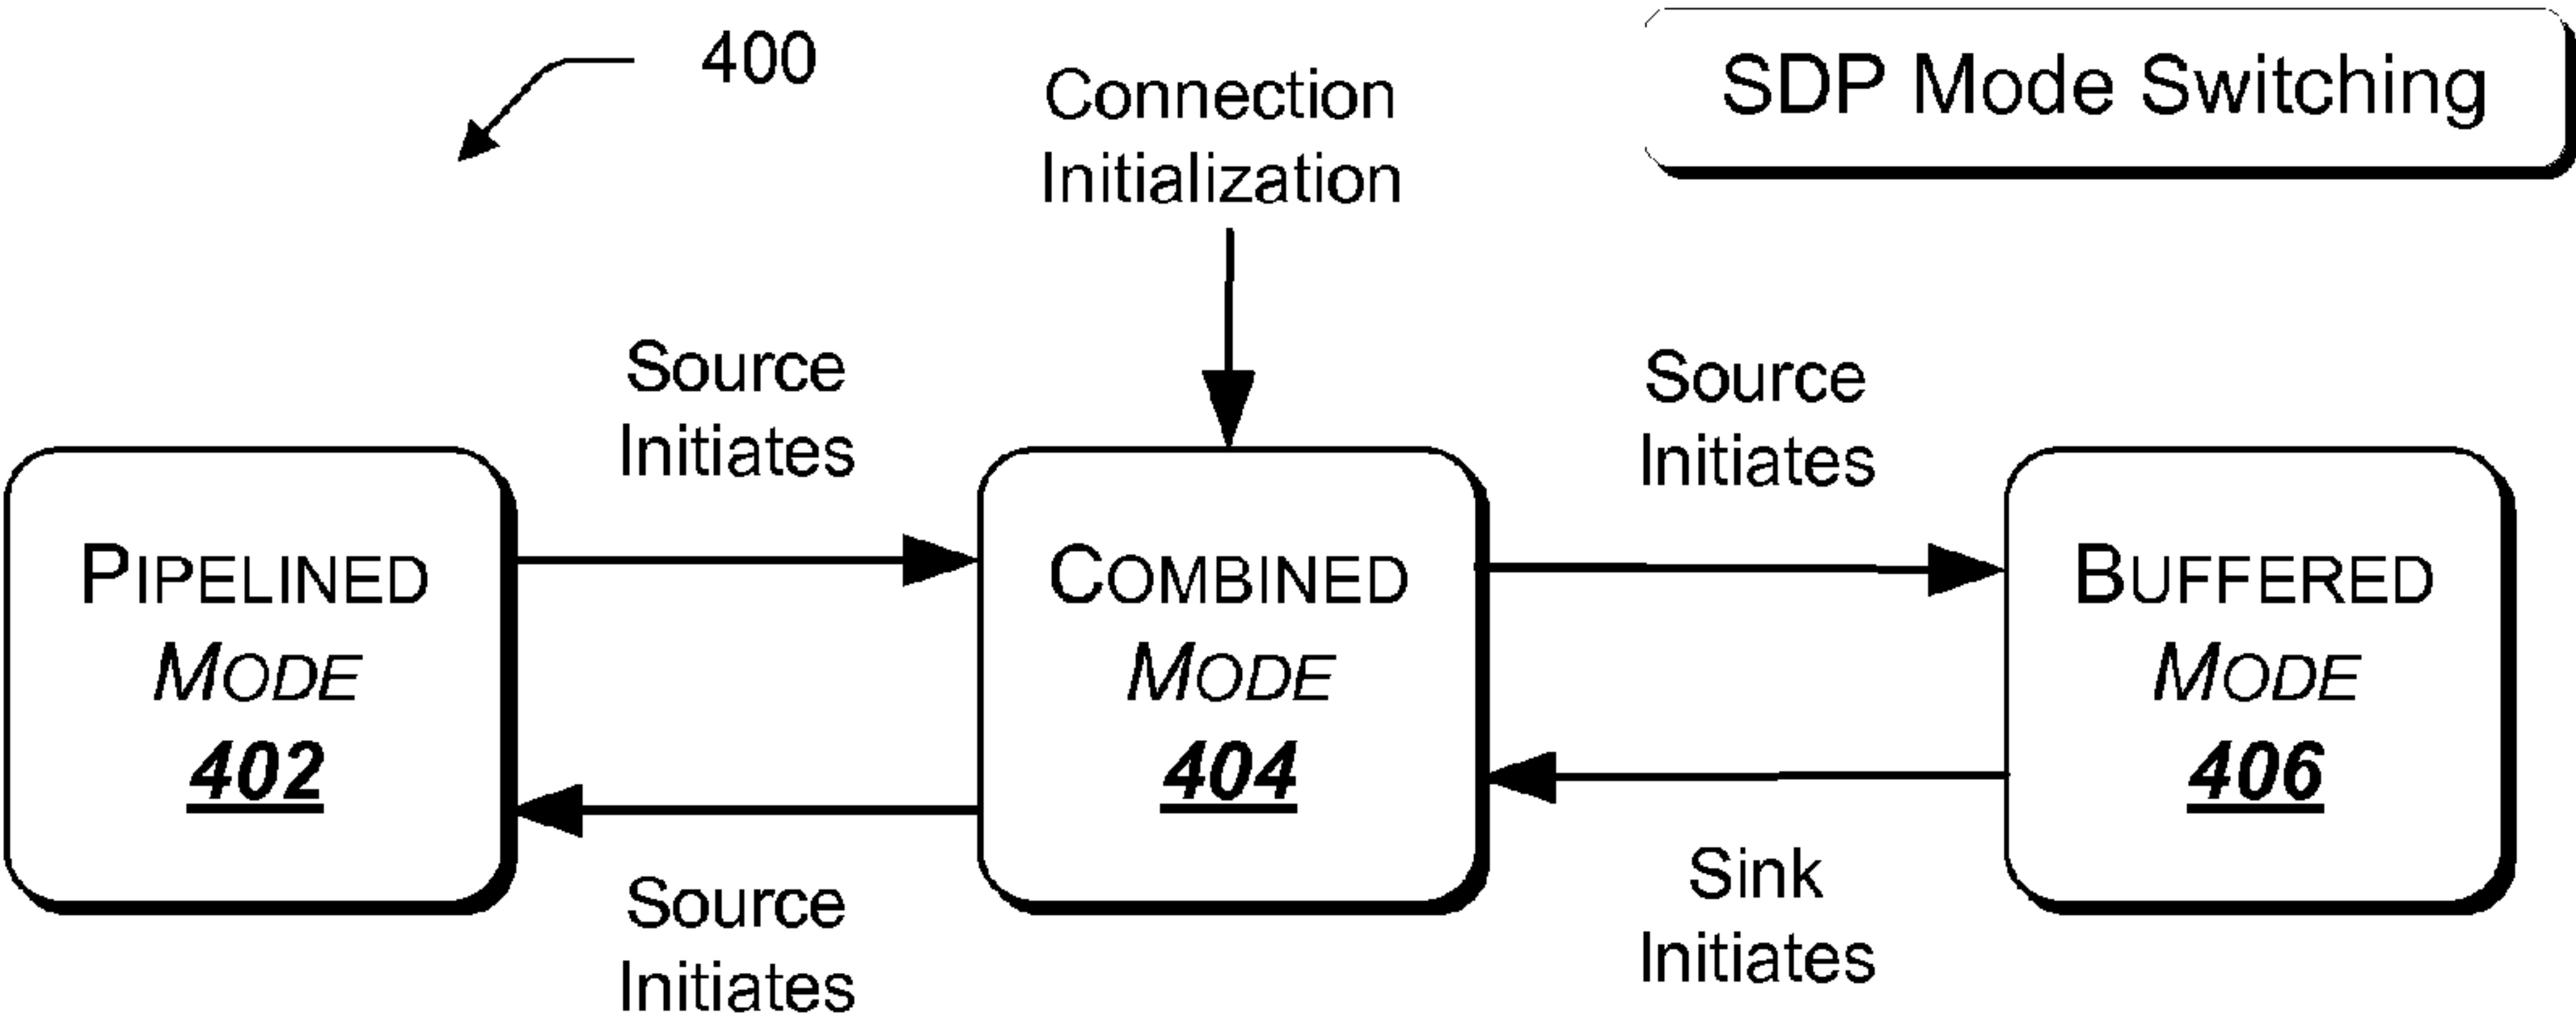 400
Connection
Initialization
SDP Mode Switching
Source
Initiates
Source
Initiates
PIPELINED
MODE
402
COMBINED
MODE
404
BUFFERED
MODE
406
Source
Initiates
Sink
Initiates